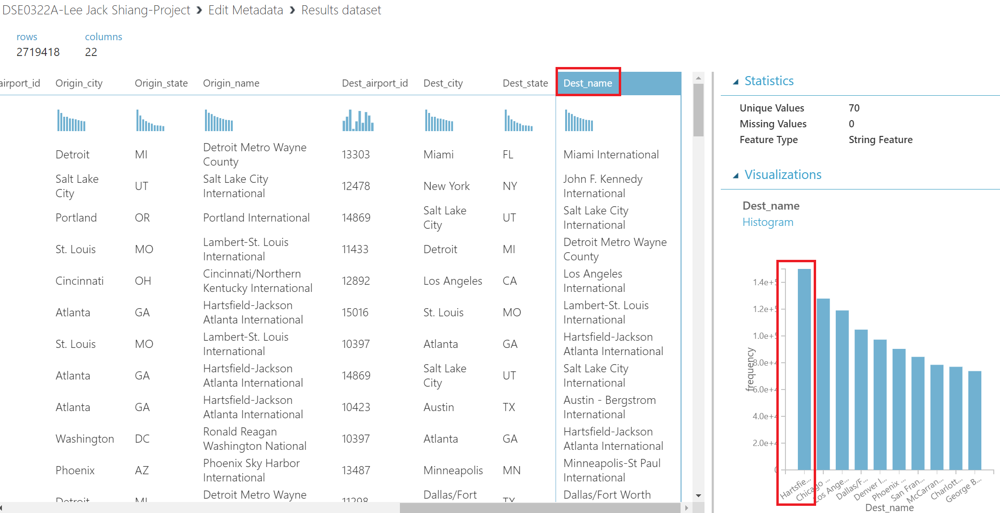 DSE0322A-Lee Jack Shiang-Project › Edit Metadata › Results dataset
rows columns
2719418 22
airport_id Origin_city Origin_state Origin_name Dest_airport_id Dest_city Dest_state Dest_name
Detroit MI Detroit Metro Wayne County 13303 Miami FL Miami International
Salt Lake City UT Salt Lake City International 12478 New York NY John F. Kennedy International
Portland OR Portland International 14869 Salt Lake City UT Salt Lake City International
St. Louis MO Lambert-St. Louis International 11433 Detroit MI Detroit Metro Wayne County
Cincinnati OH Cincinnati/Northern Kentucky International 12892 Los Angeles CA Los Angeles International
Atlanta GA Hartsfield-Jackson Atlanta International 15016 St. Louis MO Lambert-St. Louis International
St. Louis MO Lambert-St. Louis International 10397 Atlanta GA Hartsfield-Jackson Atlanta International
Atlanta GA Hartsfield-Jackson Atlanta International 14869 Salt Lake City UT Salt Lake City International
Atlanta GA Hartsfield-Jackson Atlanta International 10423 Austin TX Austin - Bergstrom International
Washington DC Ronald Reagan Washington National 10397 Atlanta GA Hartsfield-Jackson Atlanta International
Phoenix AZ Phoenix Sky Harbor International 13487 Minneapolis MN Minneapolis-St Paul International
Detroit MI Detroit Metro Wayne 11298 Dallas/Fort TX Dallas/Fort Worth
Statistics
Unique Values 70
Missing Values 0
Feature Type String Feature
Visualizations
Dest_name
Histogram
frequency
1.4e+5
1.2e+5
1.0e+5
8.0e+4
6.0e+4
4.0e+4
2.0e+4
0
Hartsfie...
Chicago ...
Los Ange...
Dallas/F...
Denver I...
Phoenix ...
San Fran...
McCarran...
Charlott...
George B...
Dest_name